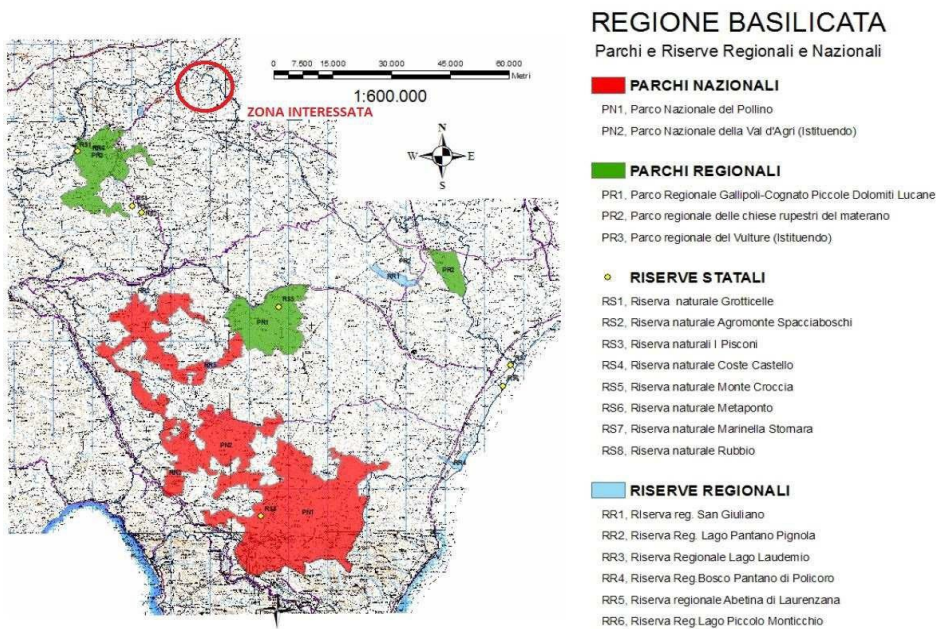 REGIONE BASILICATA
Parchi e Riserve Regionali e Nazionali
PARCHI NAZIONALI
PN1, Parco Nazionale del Pollino
PN2, Parco Nazionale della Val d'Agri (Istituendo)
PARCHI REGIONALI
PR1, Parco Regionale Gallipoli-Cognato Piccole Dolomiti Lucane
PR2, Parco regionale delle chiese rupestri del materano
PR3, Parco regionale del Vulture (Istituendo)
RISERVE STATALI
RS1, Riserva naturale Grotticelle
RS2, Riserva naturale Agromonte Spacciaboschi
RS3, Riserva naturali I Pisconi
RS4, Riserva naturale Coste Castello
RS5, Riserva naturale Monte Croccia
RS6, Riserva naturale Metaponto
RS7, Riserva naturale Marinella Stornara
RS8, Riserva naturale Rubbio
RISERVE REGIONALI
RR1, RIserva reg. San Giuliano
RR2, Riserva Reg. Lago Pantano Pignola
RR3, Riserva Regionale Lago Laudemio
RR4, Riserva Reg.Bosco Pantano di Policoro
RR5, Riserva regionale Abetina di Laurenzana
RR6, Riserva Reg.Lago Piccolo Monticchio
0 7.500 15.000 30.000 45.000 60.000
Metri
1:600.000
ZONA INTERESSATA
N
W E
S
RS1
PR2
RR1
RS5
PR1
PN2
PN1